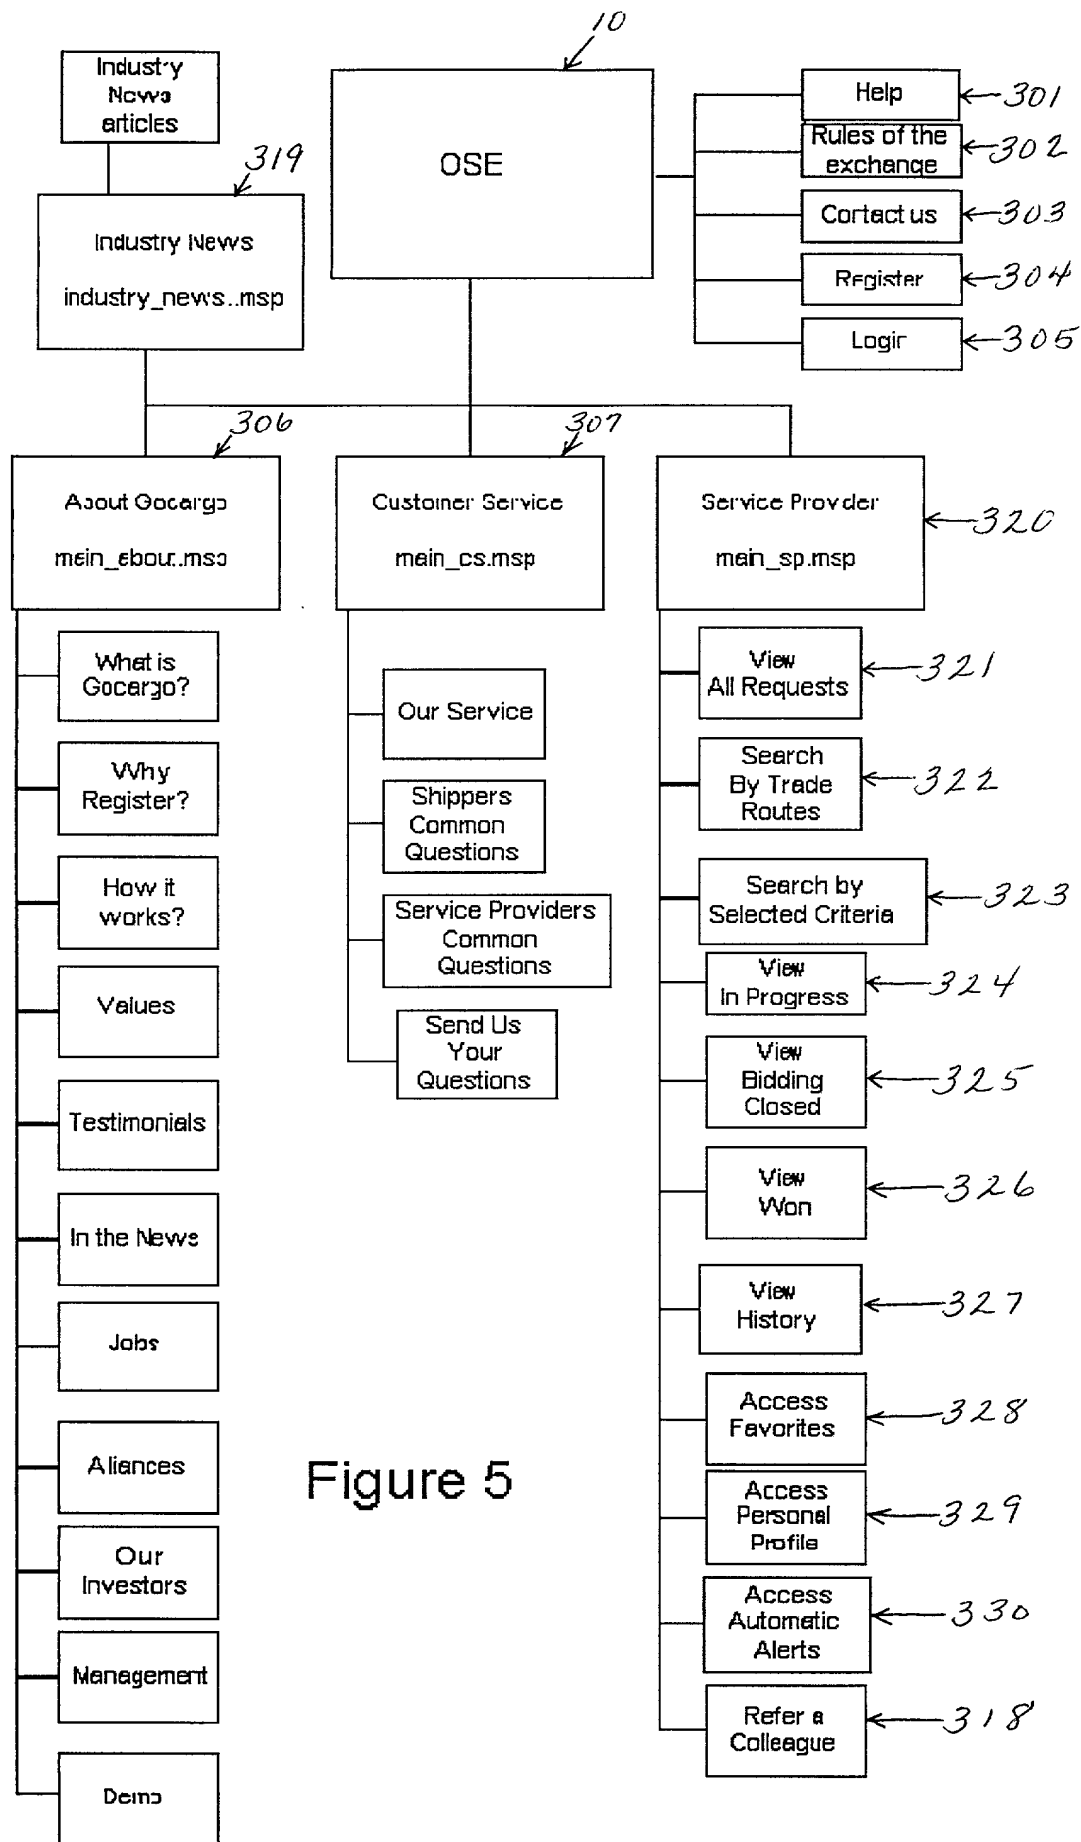 10
Industry
News
articles
319
Industry News
industry_news..msp
OSE
Help
301
Rules of the
exchange
302
Contact us
303
Register
304
Login
305
306
About Gocargo
main_about.msp
307
Customer Service
main_cs.msp
Service Provider
main_sp.msp
320
What is
Gocargo?
Why
Register?
How it
works?
Values
Testimonials
In the News
Jobs
Aliances
Our
Investors
Management
Demo
Our Service
Shippers
Common
Questions
Service Providers
Common
Questions
Send Us
Your
Questions
View
All Requests
321
Search
By Trade
Routes
322
Search by
Selected Criteria
323
View
In Progress
324
View
Bidding
Closed
325
View
Won
326
View
History
327
Access
Favorites
328
Access
Personal
Profile
329
Access
Automatic
Alerts
330
Refer a
Colleague
318
Figure 5